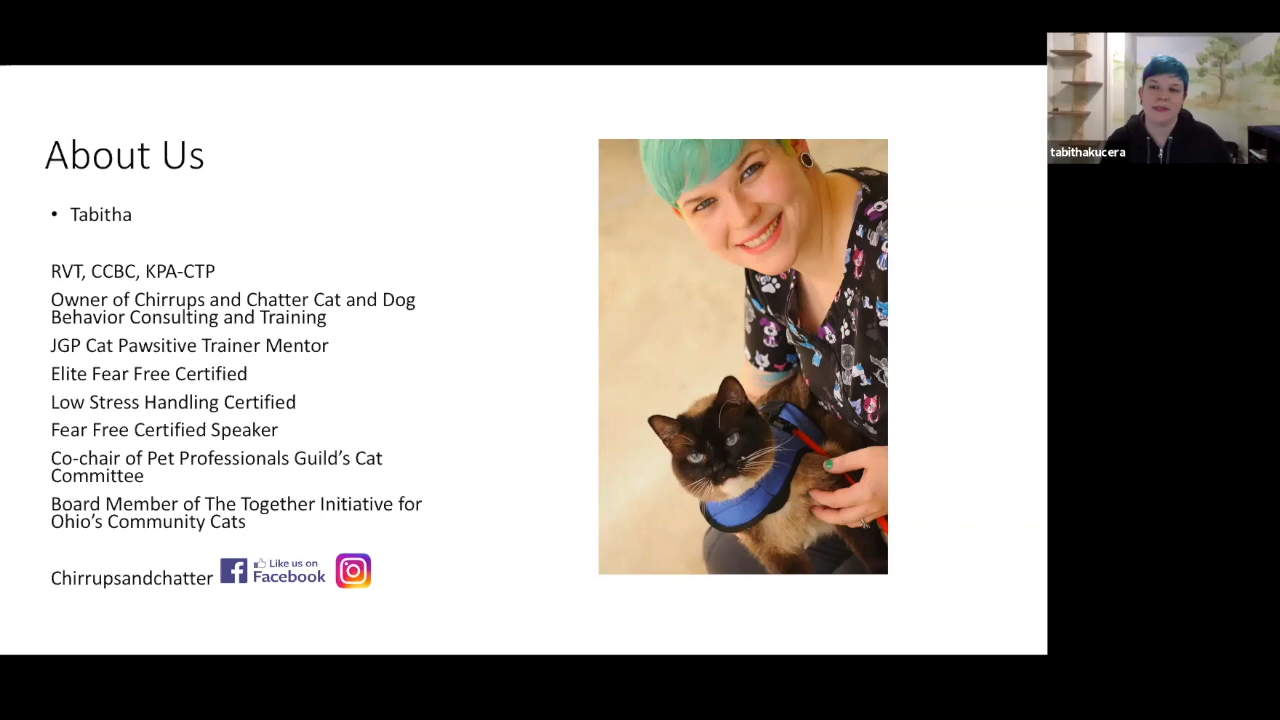 About Us
• Tabitha
RVT, CCBC, KPA-CTP
Owner of Chirrups and Chatter Cat and Dog
Behavior Consulting and Training
JGP Cat Pawsitive Trainer Mentor
Elite Fear Free Certified
Low Stress Handling Certified
Fear Free Certified Speaker
Co-chair of Pet Professionals Guild’s Cat
Committee
Board Member of The Together Initiative for
Ohio’s Community Cats
Chirrupsandchatter
Like us on
Facebook
tabithakucera